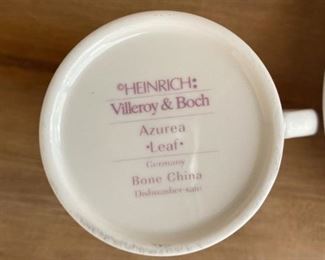 ©HEINRICH:
Villeroy & Boch
Azurea
•Leaf•
Germany
Bone China
Dishwasher-safe